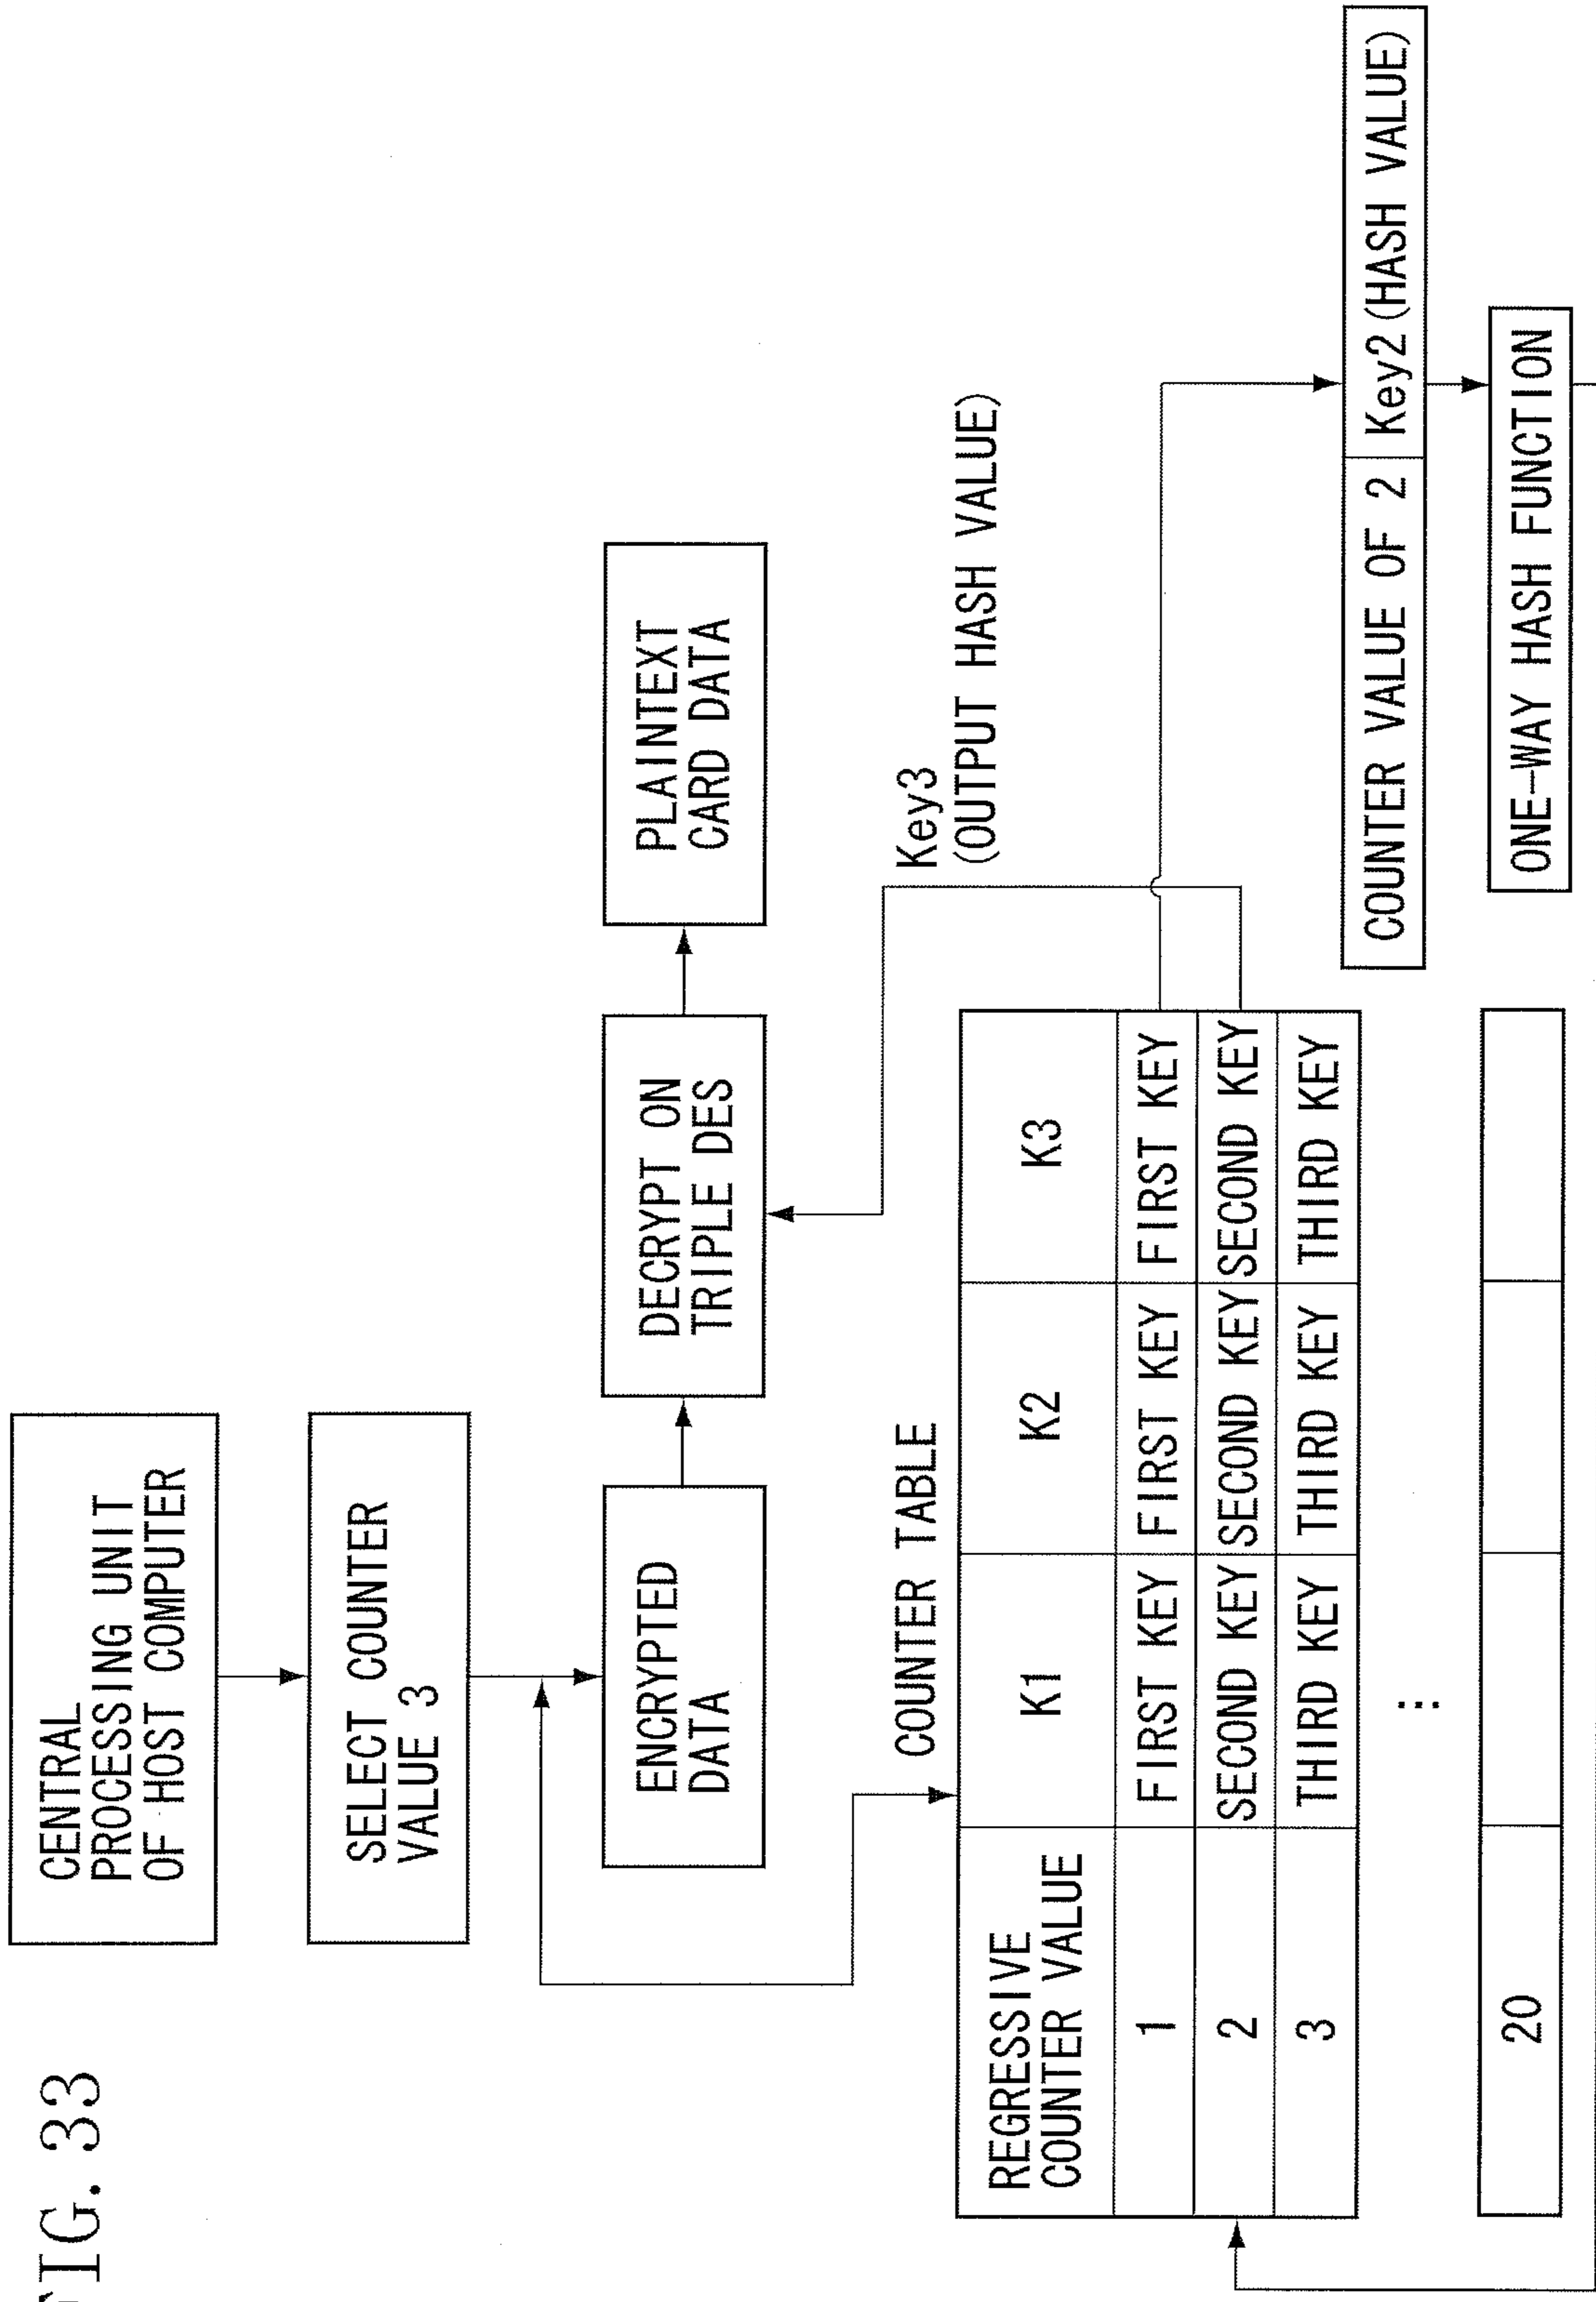 FIG. 33
CENTRAL
PROCESSING UNIT
OF HOST COMPUTER
SELECT COUNTER
VALUE 3
ENCRYPTED
DATA
DECRYPT ON
TRIPLE DES
PLAINTEXT
CARD DATA
Key3
(OUTPUT HASH VALUE)
COUNTER TABLE
REGRESSIVE
COUNTER VALUE
K1
K2
K3
1
FIRST KEY
FIRST KEY
FIRST KEY
2
SECOND KEY
SECOND KEY
SECOND KEY
3
THIRD KEY
THIRD KEY
THIRD KEY
...
20
COUNTER VALUE OF 2
Key2(HASH VALUE)
ONE-WAY HASH FUNCTION